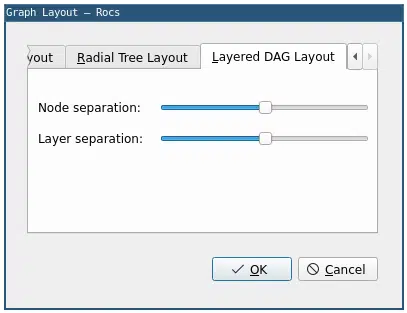 Graph Layout — Rocs
yout Radial Tree Layout Layered DAG Layout
Node separation:
Layer separation:
OK Cancel